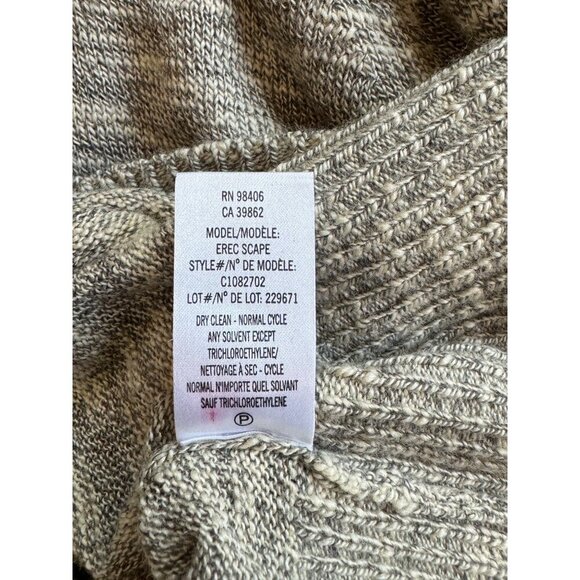 RN 98406
CA 39862
MODEL/MODÈLE:
EREC SCAPE
STYLE#/N° DE MODÈLE:
C1082702
LOT#/N° DE LOT: 229671
DRY CLEAN - NORMAL CYCLE
ANY SOLVENT EXCEPT
TRICHLOROETHYLENE/
NETTOYAGE À SEC - CYCLE
NORMAL N'IMPORTE QUEL SOLVANT
SAUF TRICHLOROETHYLENE
P